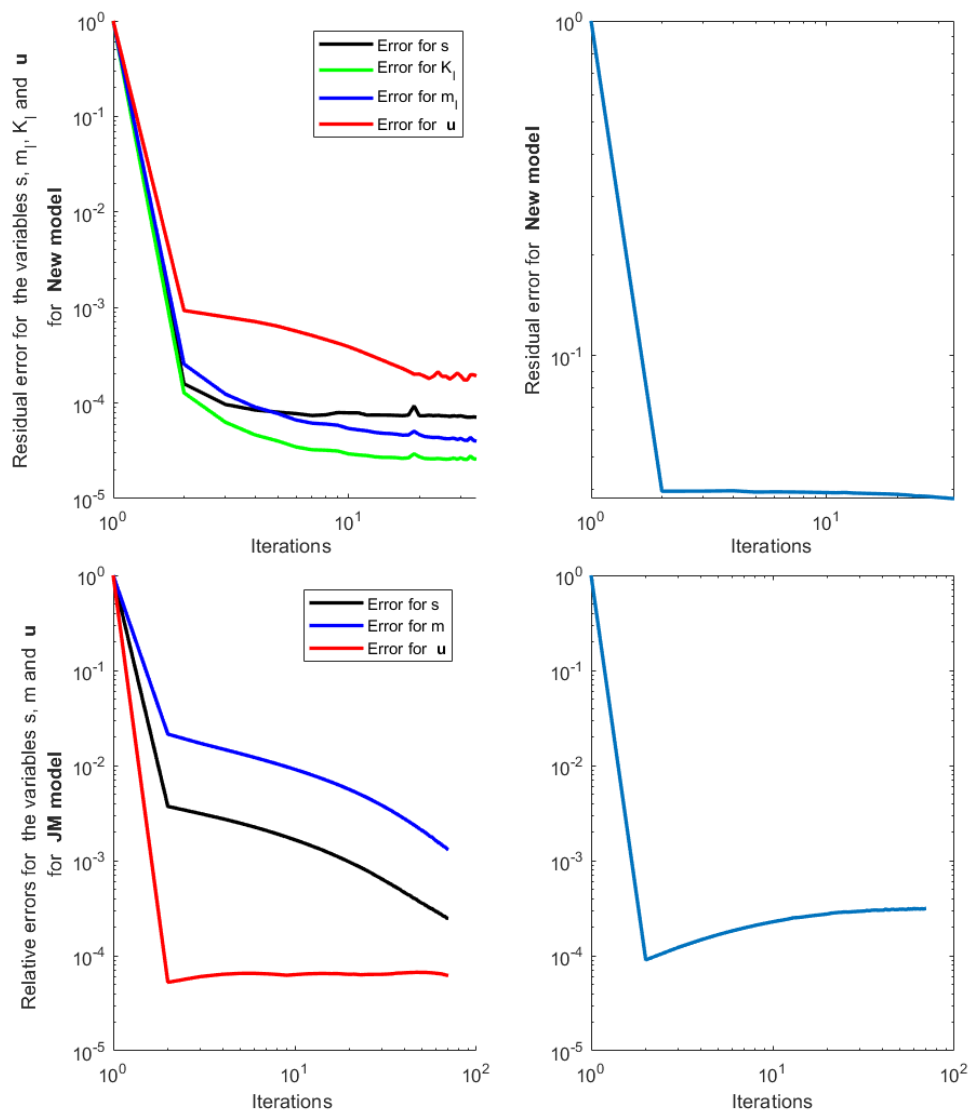 Residual error for the variables s, m_l, K_l and u
for New model
10^0
10^-1
10^-2
10^-3
10^-4
10^-5
10^0
10^1
Iterations
Error for s
Error for K_l
Error for m_l
Error for u
Residual error for New model
10^0
10^-1
10^0
10^1
Iterations
Relative errors for the variables s, m and u
for JM model
10^0
10^-1
10^-2
10^-3
10^-4
10^-5
10^0
10^1
10^2
Iterations
Error for s
Error for m
Error for u
10^0
10^-1
10^-2
10^-3
10^-4
10^-5
10^0
10^1
10^2
Iterations